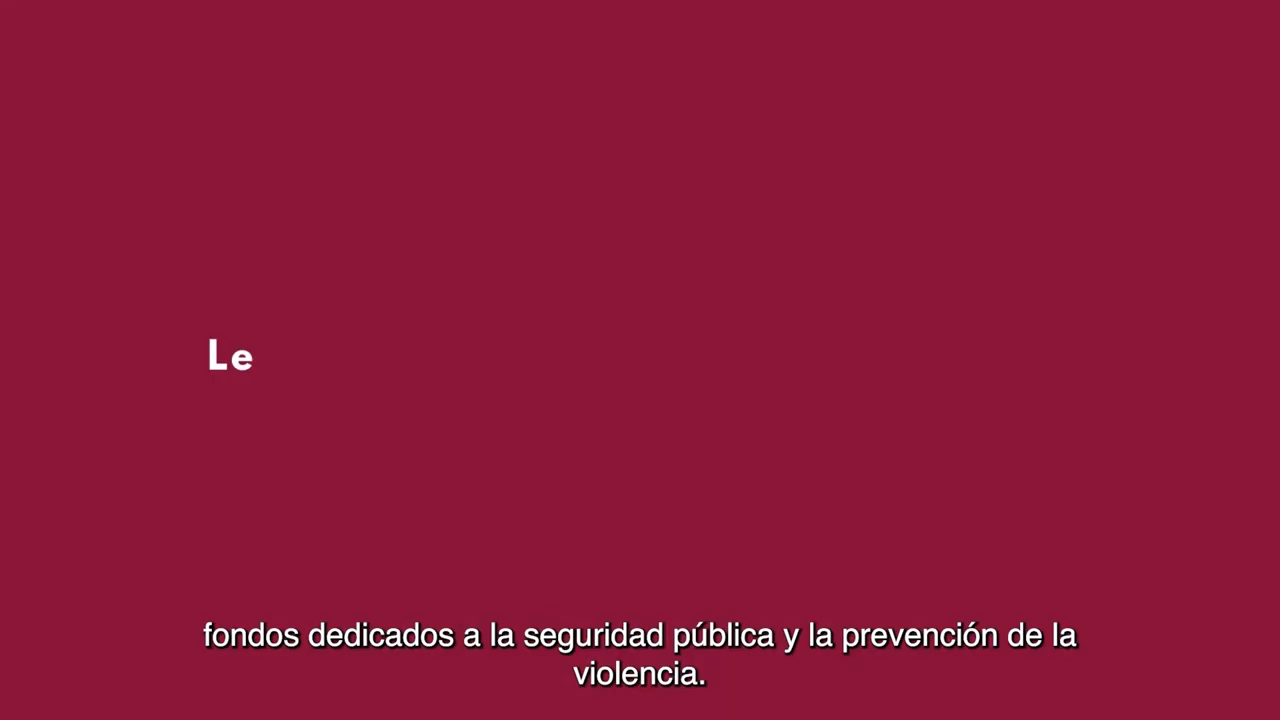 Le
fondos dedicados a la seguridad pública y la prevención de la
violencia.